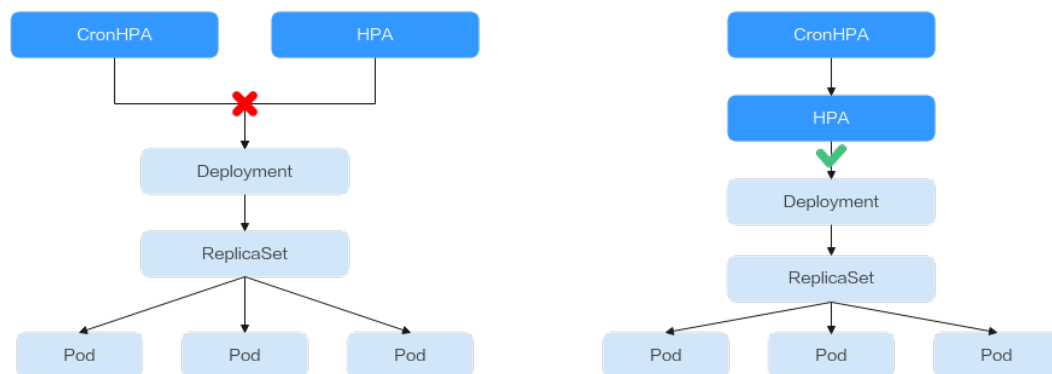 CronHPA
HPA
Deployment
ReplicaSet
Pod
Pod
Pod
CronHPA
HPA
Deployment
ReplicaSet
Pod
Pod
Pod